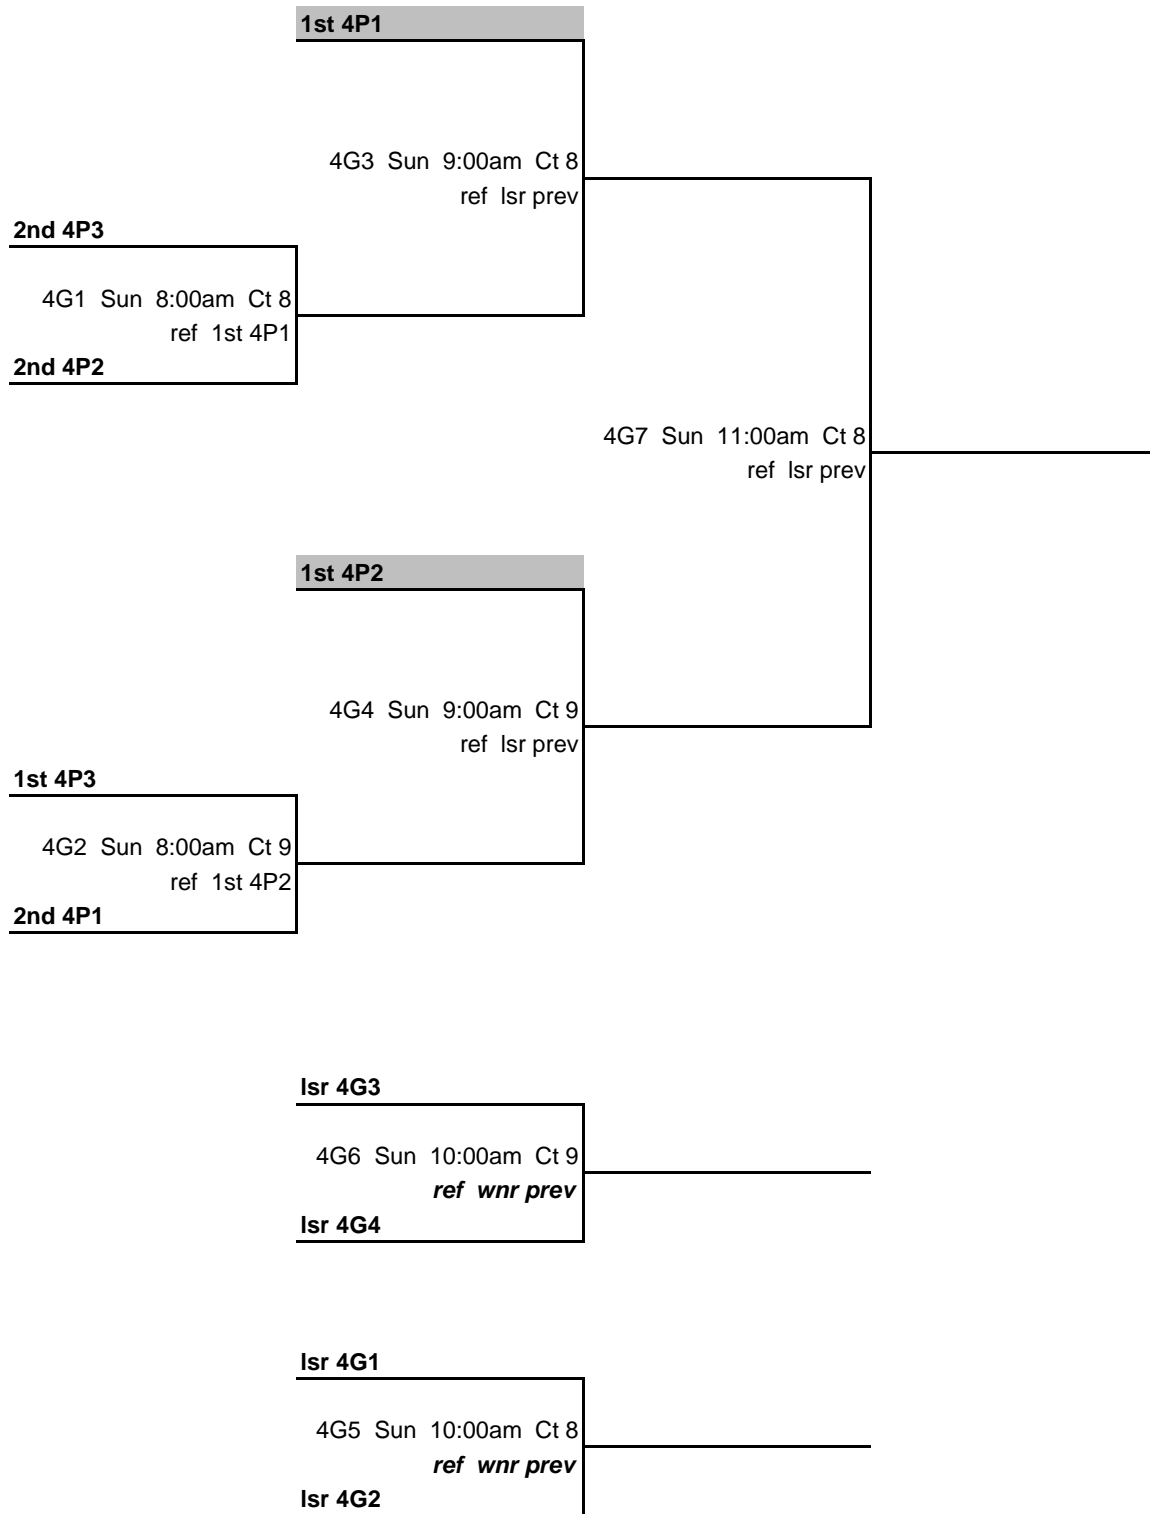 1st 4P1
4G3 Sun 9:00am Ct 8
ref lsr prev
2nd 4P3
4G1 Sun 8:00am Ct 8
ref 1st 4P1
2nd 4P2
4G7 Sun 11:00am Ct 8
ref lsr prev
1st 4P2
4G4 Sun 9:00am Ct 9
ref lsr prev
1st 4P3
4G2 Sun 8:00am Ct 9
ref 1st 4P2
2nd 4P1
lsr 4G3
4G6 Sun 10:00am Ct 9
ref wnr prev
lsr 4G4
lsr 4G1
4G5 Sun 10:00am Ct 8
ref wnr prev
lsr 4G2